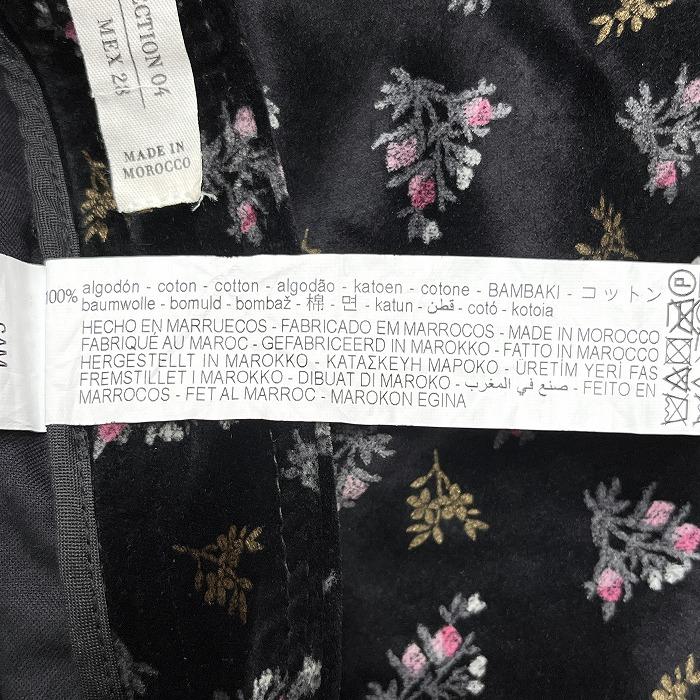 ECTION 04
MEX 28
MADE IN
MOROCCO
100% algodón - coton - cotton - algodão - katoen - cotone - BAMBAKI - コットン
baumwolle - bomuld - bombaž - 棉 - 면 - katun - قطن - cotó - kotoia
HECHO EN MARRUECOS - FABRICADO EM MARROCOS - MADE IN MOROCCO
FABRIQUÉ AU MAROC - GEFABRICEERD IN MAROKKO - FATTO IN MAROCCO
HERGESTELLT IN MAROKKO - ΚΑΤΑΣΚΕΥΗ ΜΑΡΟΚΟ - ÜRETİM YERİ FAS
FREMSTILLET I MAROKKO - DIBUAT DI MAROKO - صنع في المغرب - FEITO EN
MARROCOS - FET AL MARROC - MAROKON EGINA